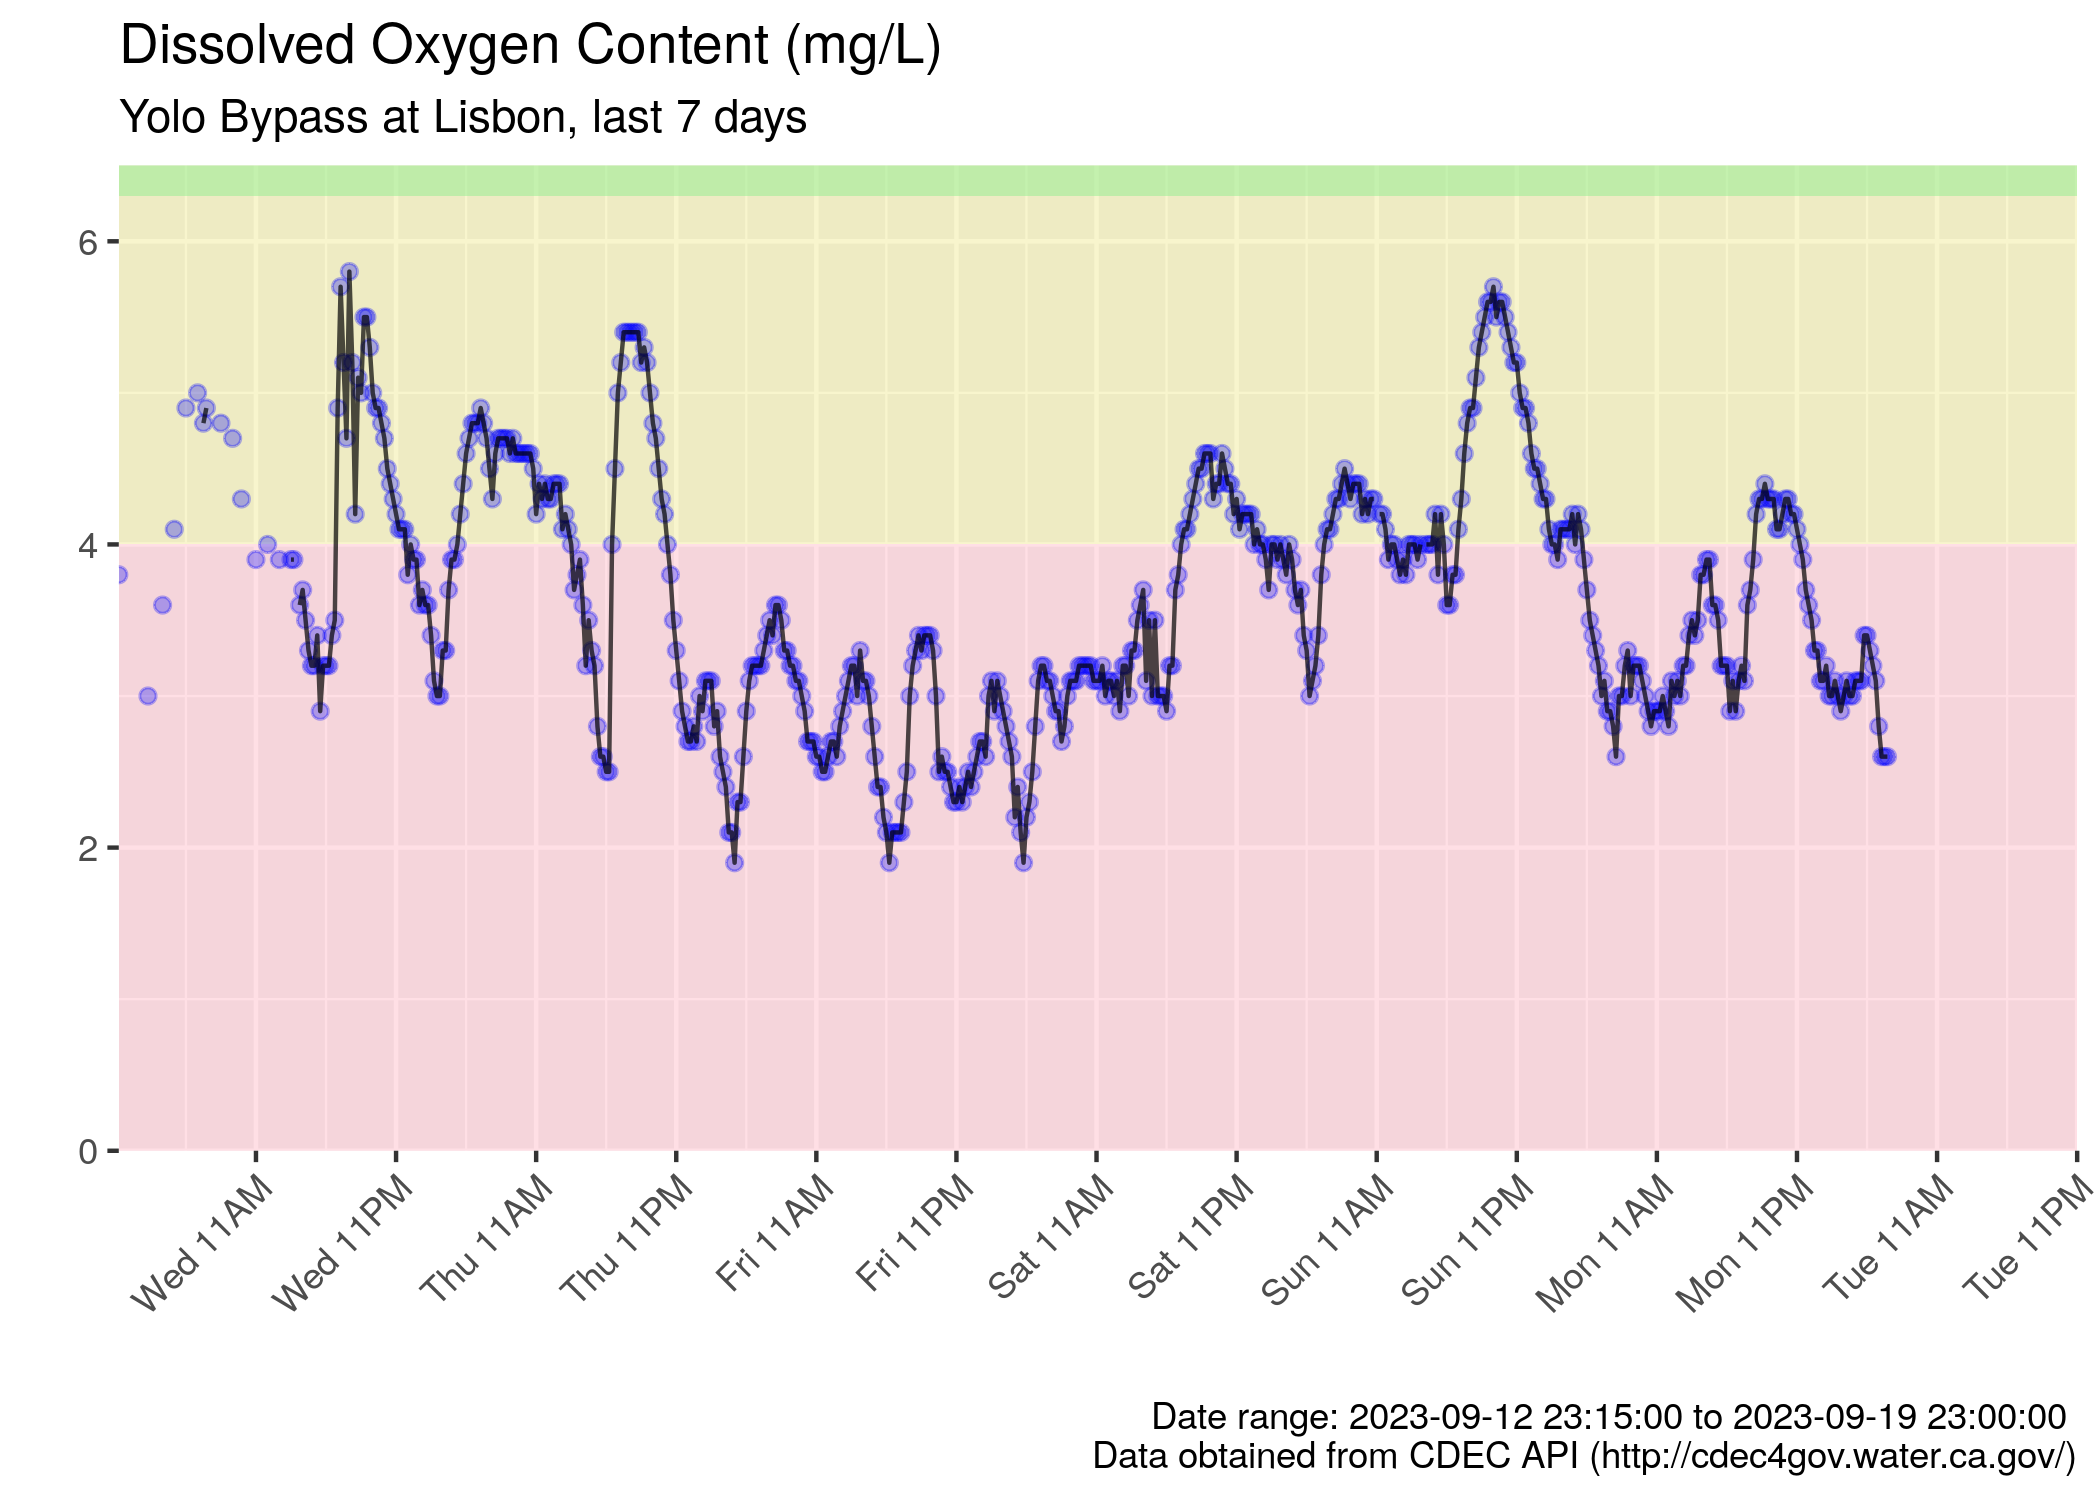 Dissolved Oxygen Content (mg/L)
Yolo Bypass at Lisbon, last 7 days
6
4
2
0
Wed 11AM
Wed 11PM
Thu 11AM
Thu 11PM
Fri 11AM
Fri 11PM
Sat 11AM
Sat 11PM
Sun 11AM
Sun 11PM
Mon 11AM
Mon 11PM
Tue 11AM
Tue 11PM
Date range: 2023-09-12 23:15:00 to 2023-09-19 23:00:00
Data obtained from CDEC API (http://cdec4gov.water.ca.gov/)